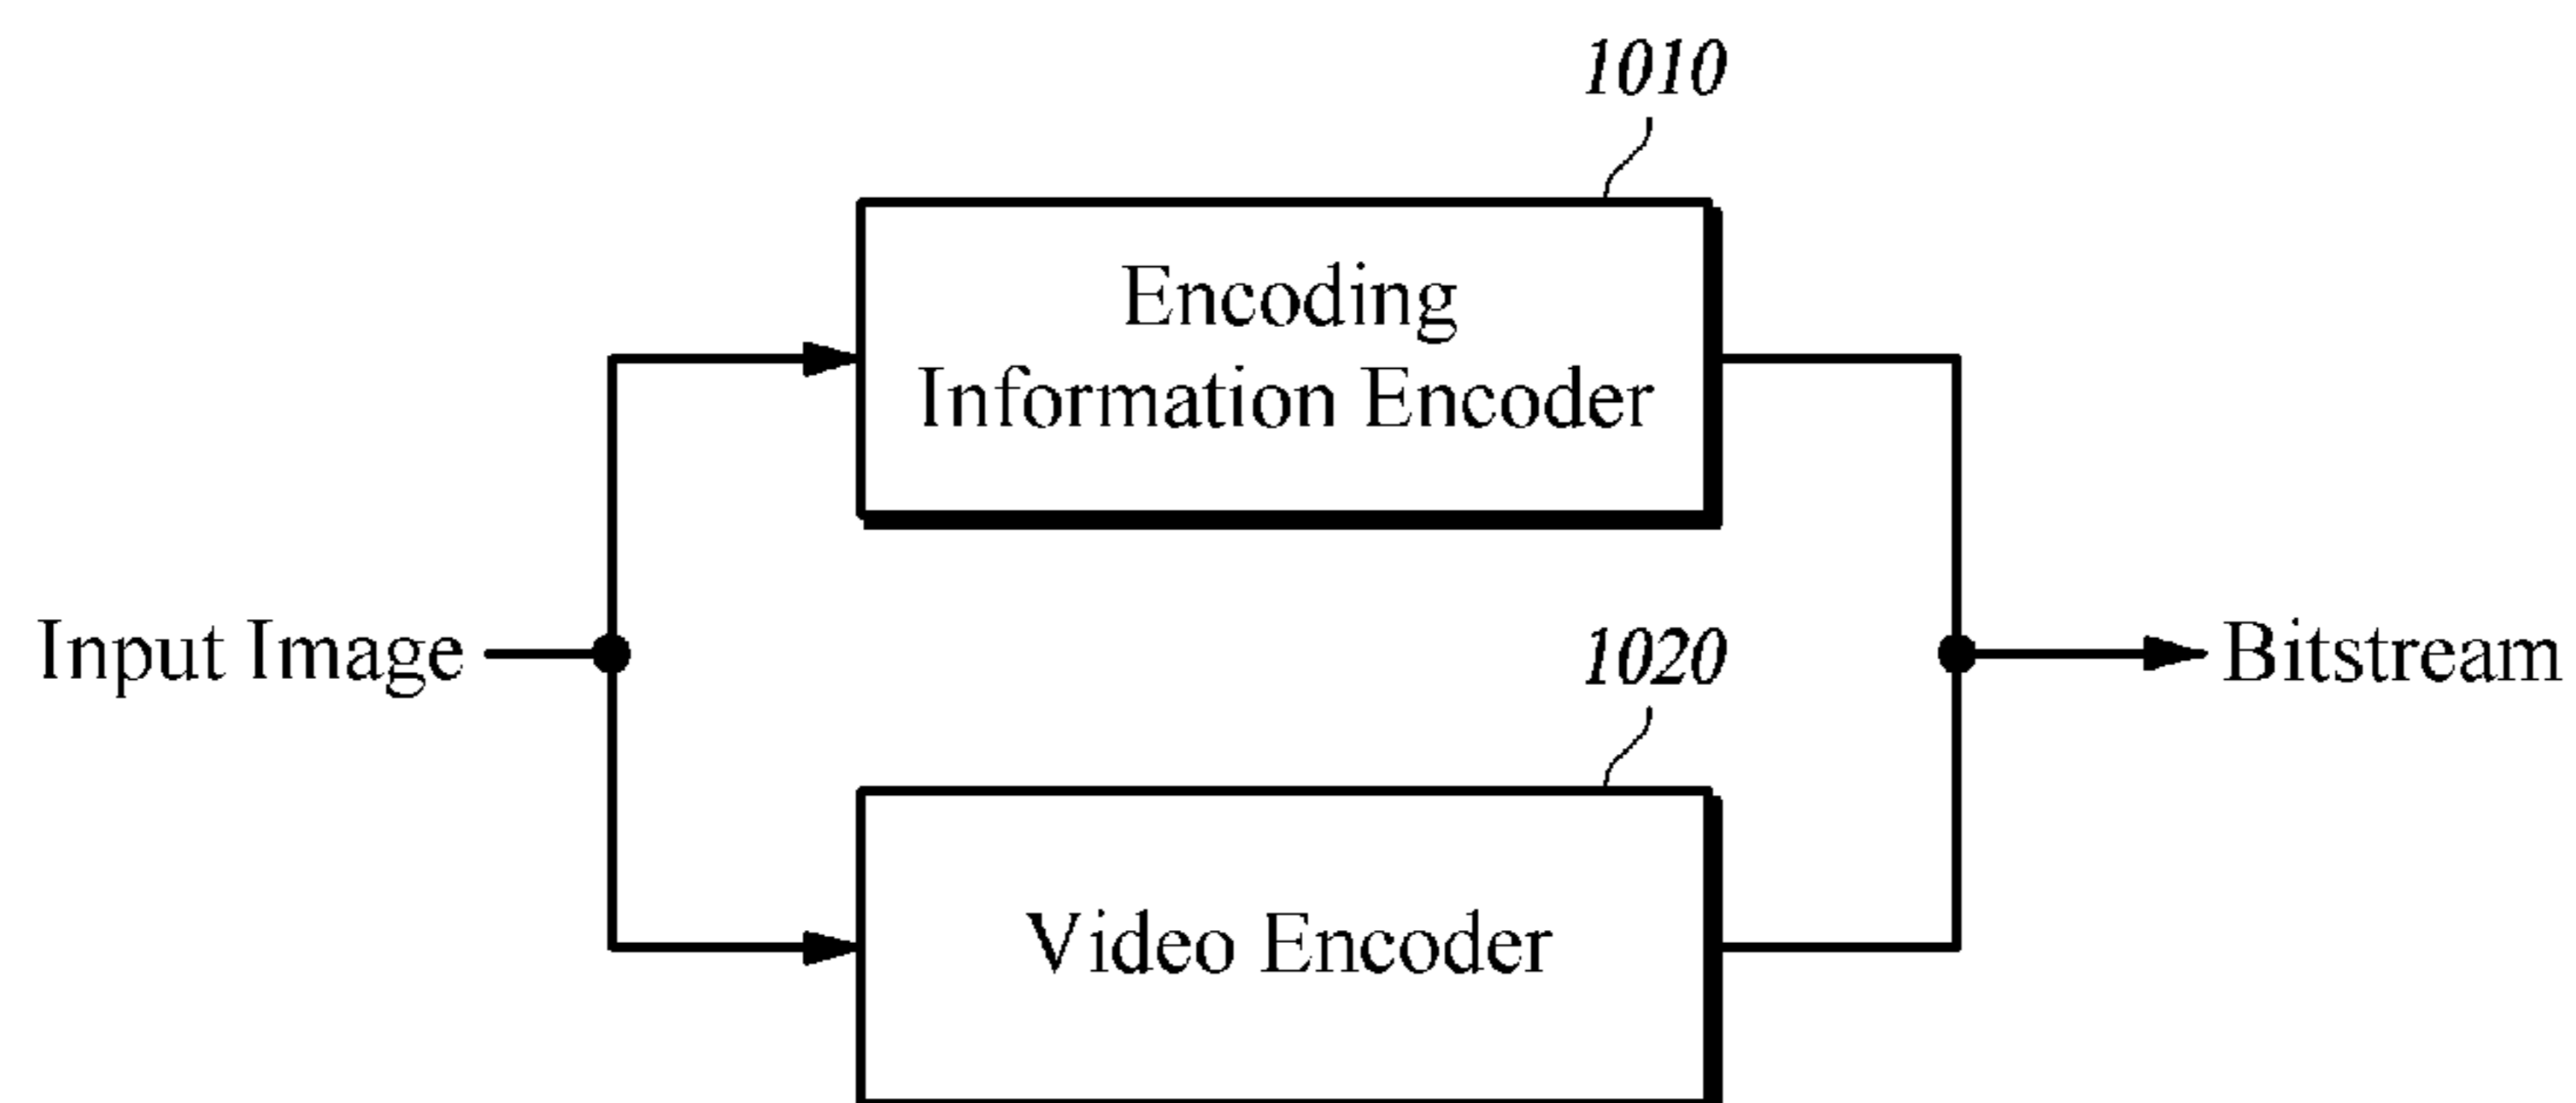 1010
Encoding
Information Encoder
Input Image
Bitstream
1020
Video Encoder